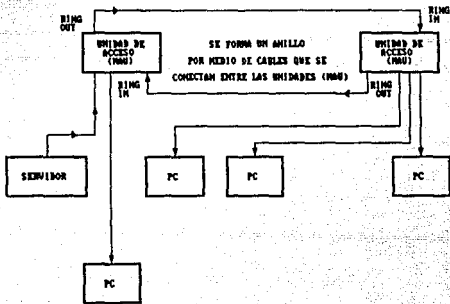 RING
OUT
RING
IN
UNIDAD DE
ACCESO
(MAU)
SE FORMA UN ANILLO
POR MEDIO DE CABLES QUE SE
CONECTAN ENTRE LAS UNIDADES (MAU)
UNIDAD DE
ACCESO
(MAU)
RING
IN
RING
OUT
SERVIDOR
PC
PC
PC
PC